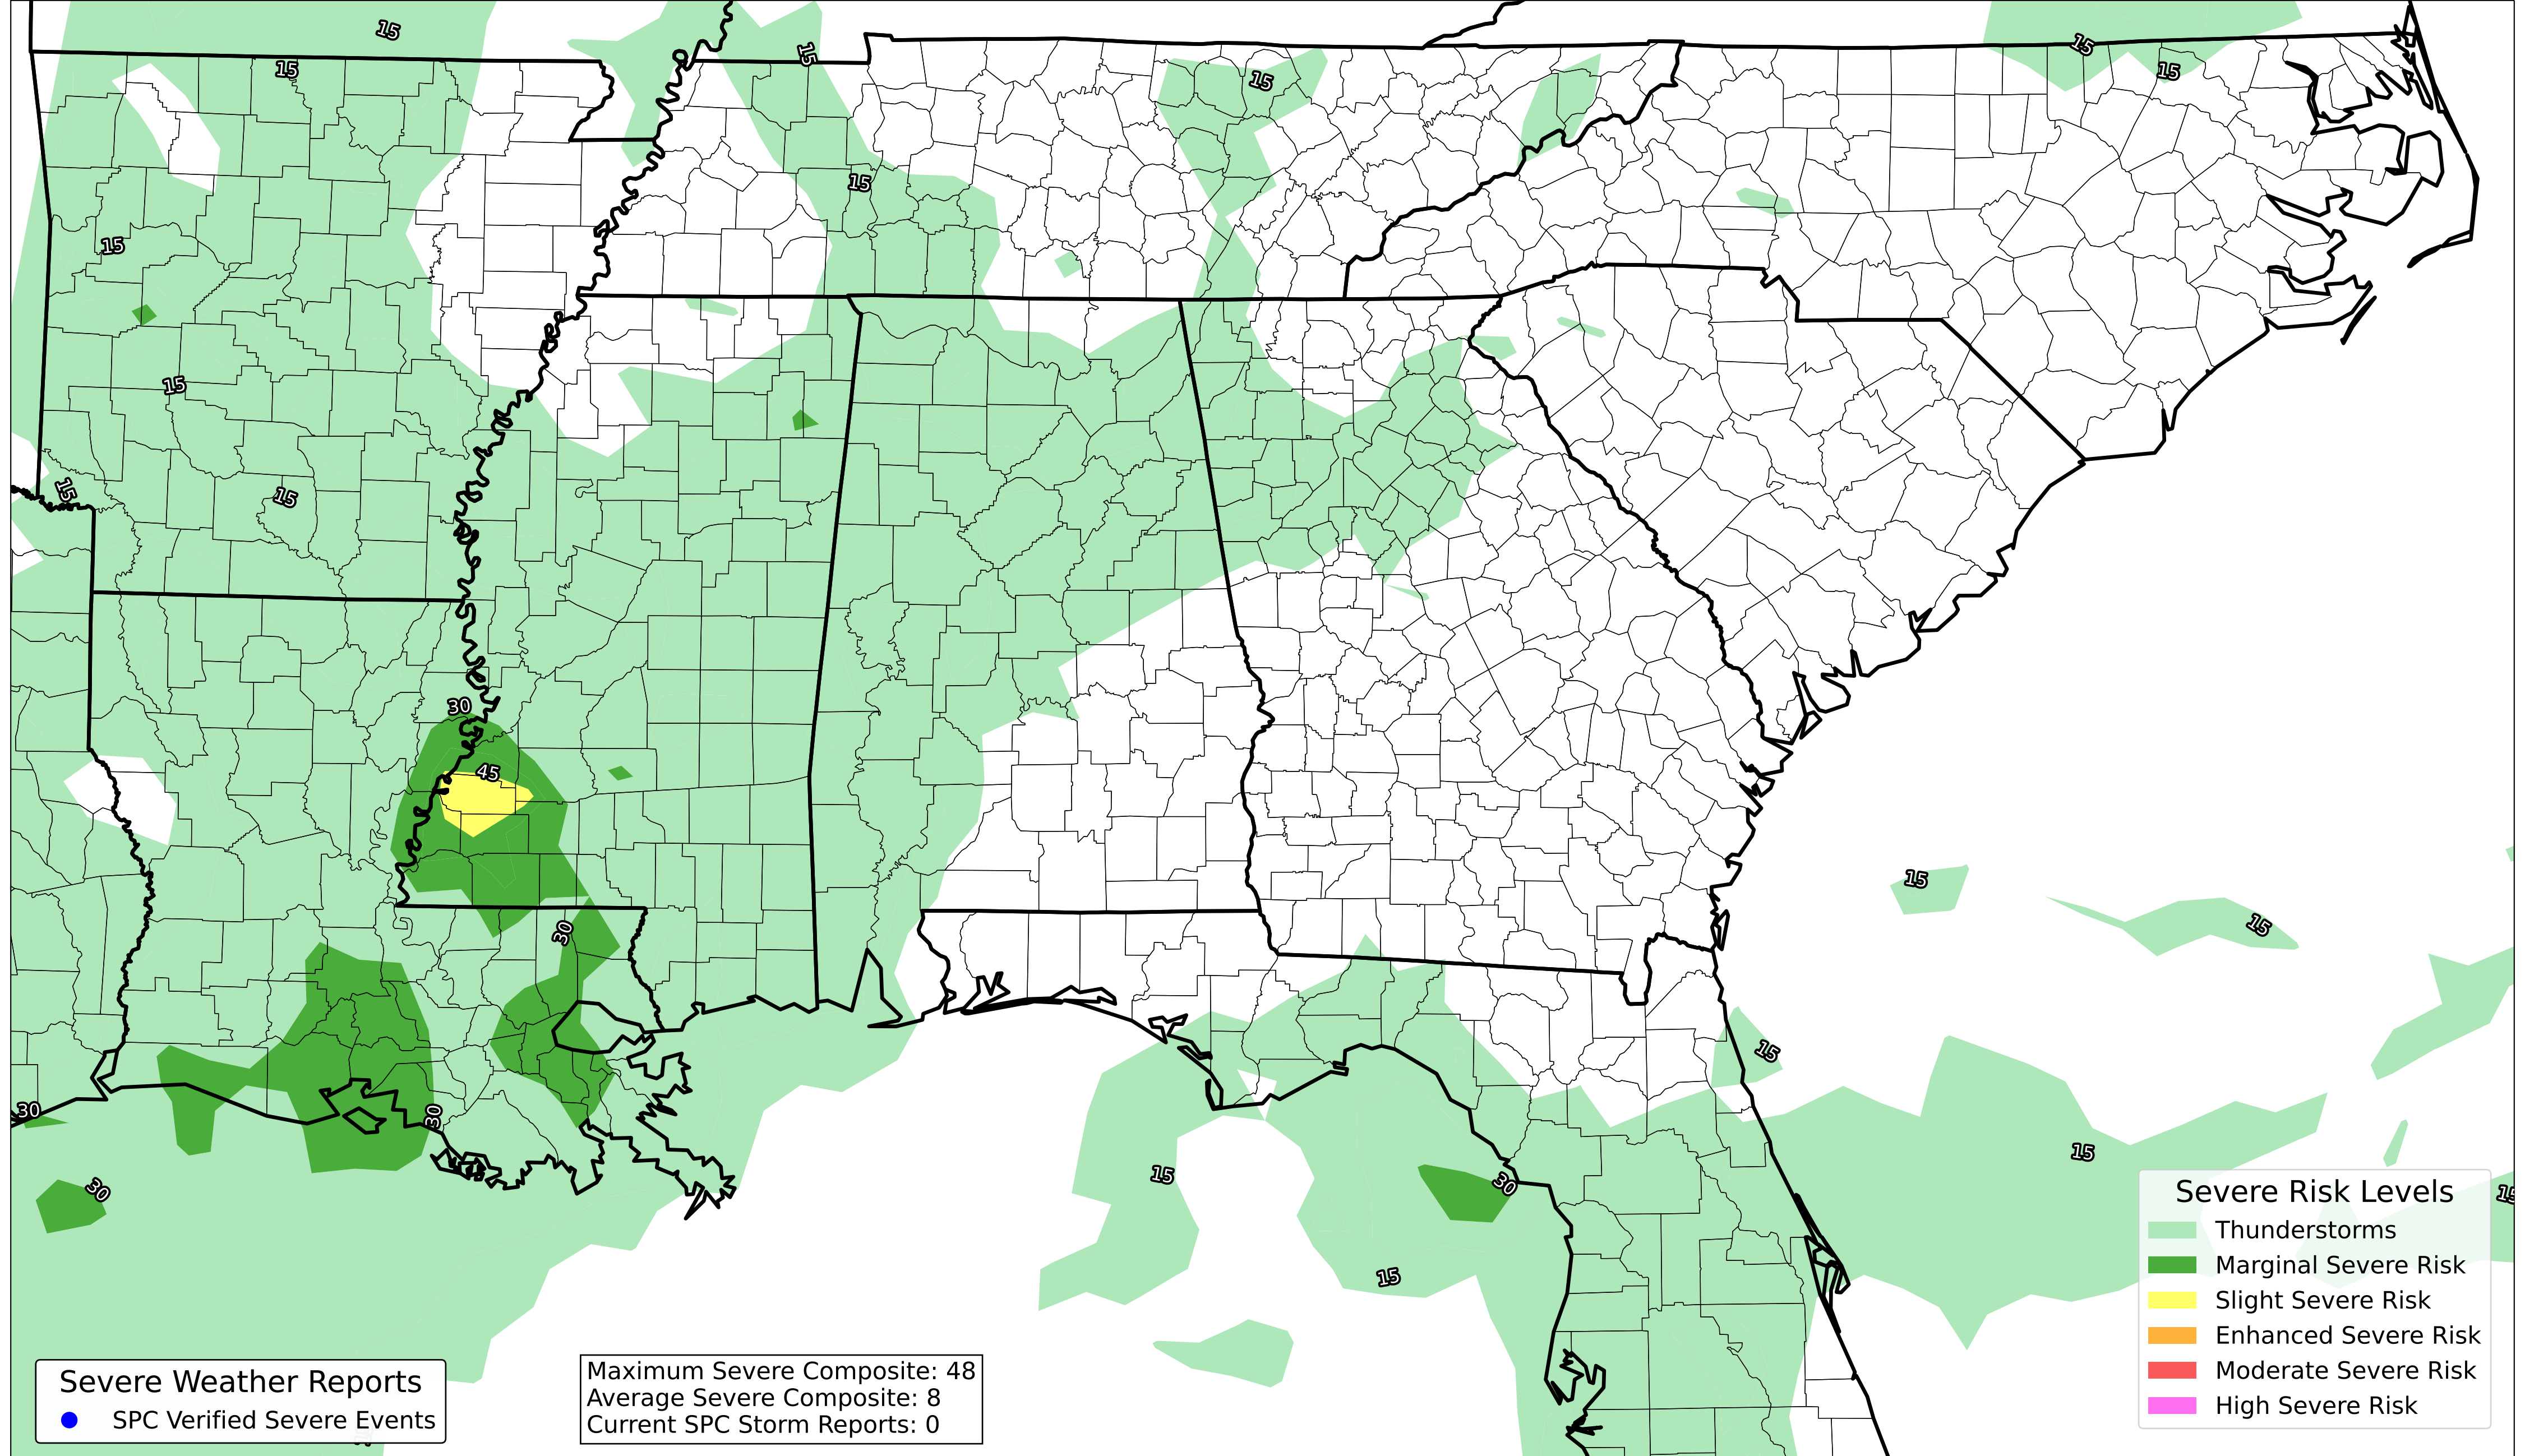 15
15
15
15
15
15
15
15
15
15
15
15
30
45
30
15
15
15
30
30
15
15
30
30
15
15
Severe Risk Levels
Thunderstorms
Marginal Severe Risk
Slight Severe Risk
Enhanced Severe Risk
Moderate Severe Risk
High Severe Risk
Maximum Severe Composite: 48
Average Severe Composite: 8
Current SPC Storm Reports: 0
Severe Weather Reports
SPC Verified Severe Events